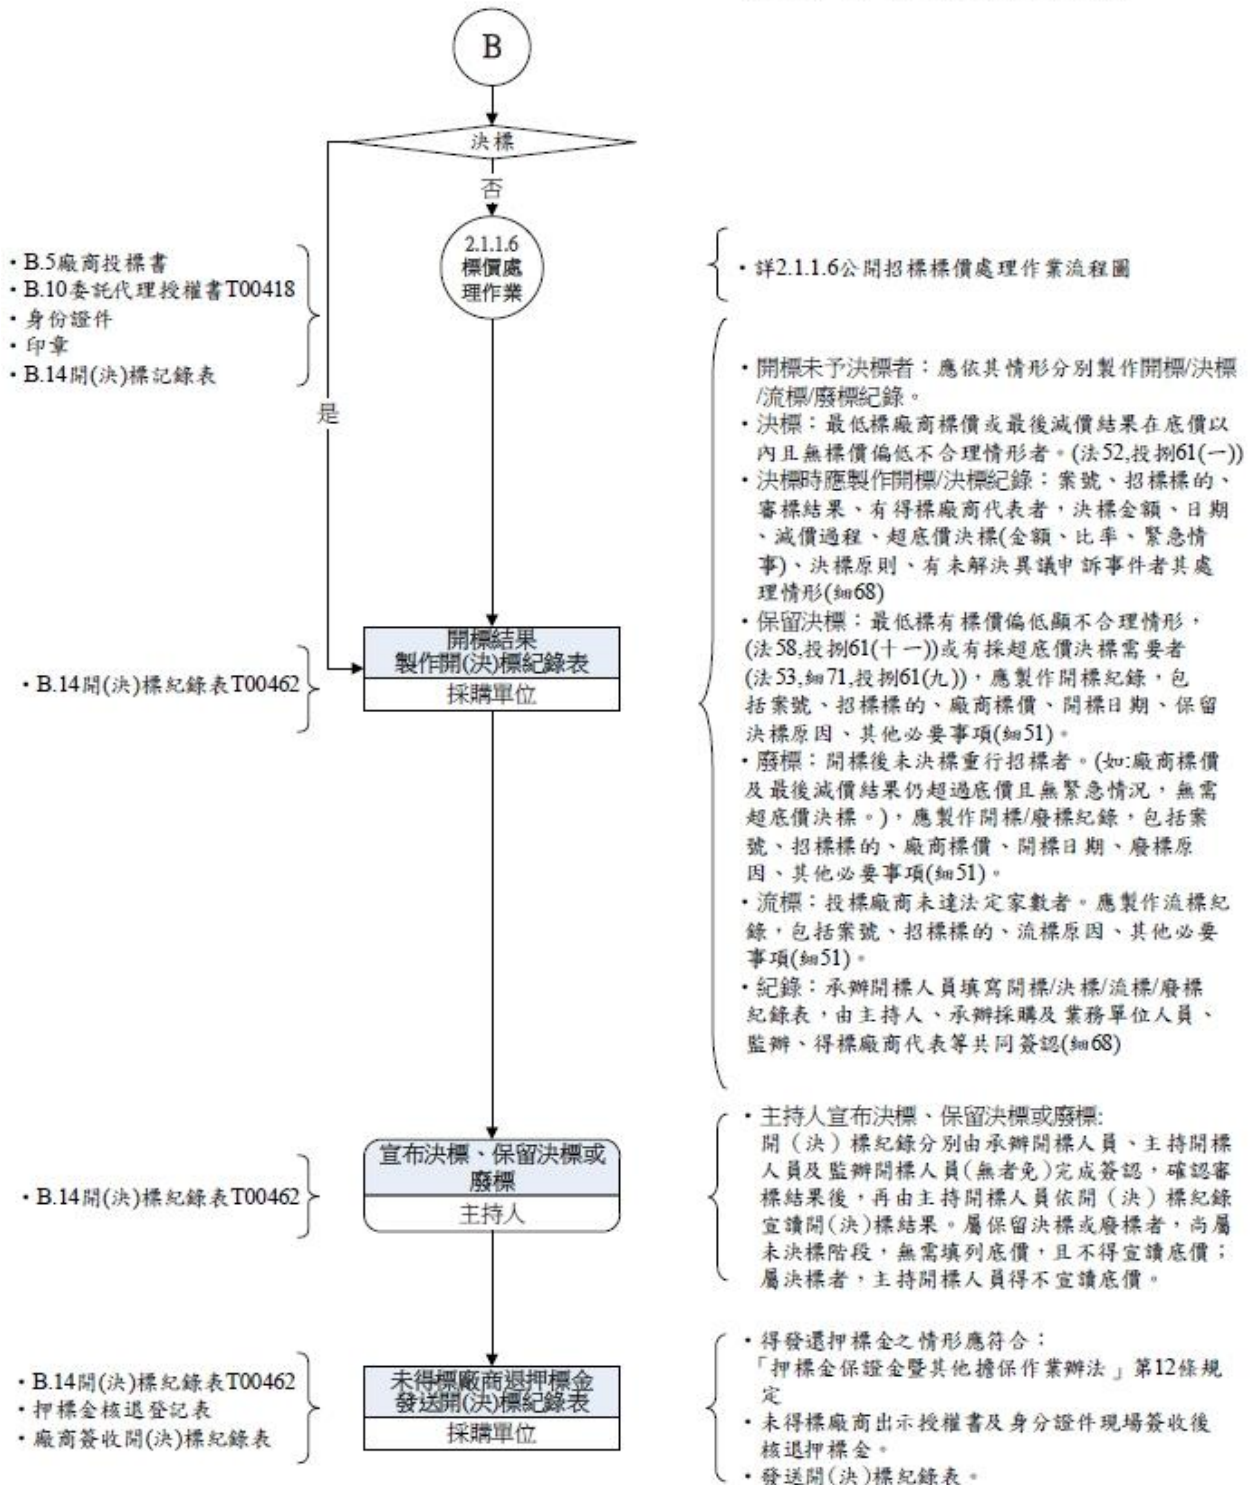 B
決標
否
是
2.1.1.6
標價處
理作業
・B.5廠商投標書
・B.10委託代理授權書T00418
・身份證件
・印章
・B.14開(決)標記錄表
・詳2.1.1.6公開招標標價處理作業流程圖
・開標未予決標者：應依其情形分別製作開標/決標
/流標/廢標紀錄。
・決標：最低標廠商標價或最後減價結果在底價以
內且無標價偏低不合理情形者。(法52,投捌61(一))
・決標時應製作開標/決標紀錄：案號、招標標的、
審標結果、有得標廠商代表者，決標金額、日期
、減價過程、超底價決標(金額、比率、緊急情
事)、決標原則、有未解決異議申訴事件者其處
理情形(細68)
・保留決標：最低標有標價偏低顯不合理情形，
(法58,投捌61(十一))或有採超底價決標需要者
(法53,細71,投捌61(九))，應製作開標紀錄，包
括案號、招標標的、廠商標價、開標日期、保留
決標原因、其他必要事項(細51)。
・廢標：開標後未決標重行招標者。(如:廠商標價
及最後減價結果仍超過底價且無緊急情況，無需
超底價決標。)，應製作開標/廢標紀錄，包括案
號、招標標的、廠商標價、開標日期、廢標原
因、其他必要事項(細51)。
・流標：投標廠商未達法定家數者。應製作流標紀
錄，包括案號、招標標的、流標原因、其他必要
事項(細51)。
・紀錄：承辦開標人員填寫開標/決標/流標/廢標
紀錄表，由主持人、承辦採購及業務單位人員、
監辦、得標廠商代表等共同簽認(細68)
開標結果
製作開(決)標紀錄表
採購單位
・B.14開(決)標紀錄表T00462
宣布決標、保留決標或
廢標
主持人
・B.14開(決)標紀錄表T00462
・主持人宣布決標、保留決標或廢標:
開（決）標紀錄分別由承辦開標人員、主持開標
人員及監辦開標人員(無者免)完成簽認，確認審
標結果後，再由主持開標人員依開（決）標紀錄
宣讀開(決)標結果。屬保留決標或廢標者，尚屬
未決標階段，無需填列底價，且不得宣讀底價；
屬決標者，主持開標人員得不宣讀底價。
未得標廠商退押標金
發送開(決)標紀錄表
採購單位
・B.14開(決)標紀錄表T00462
・押標金核退登記表
・廠商簽收開(決)標紀錄表
・得發還押標金之情形應符合：
「押標金保證金暨其他擔保作業辦法」第12條規
定
・未得標廠商出示授權書及身分證件現場簽收後
核退押標金。
・發送開(決)標紀錄表。